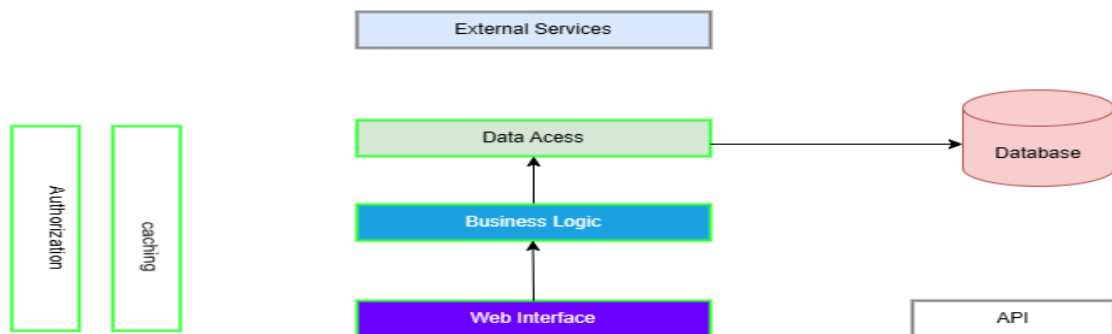 External Services
Data Acess
Database
Authorization
caching
Business Logic
Web Interface
API